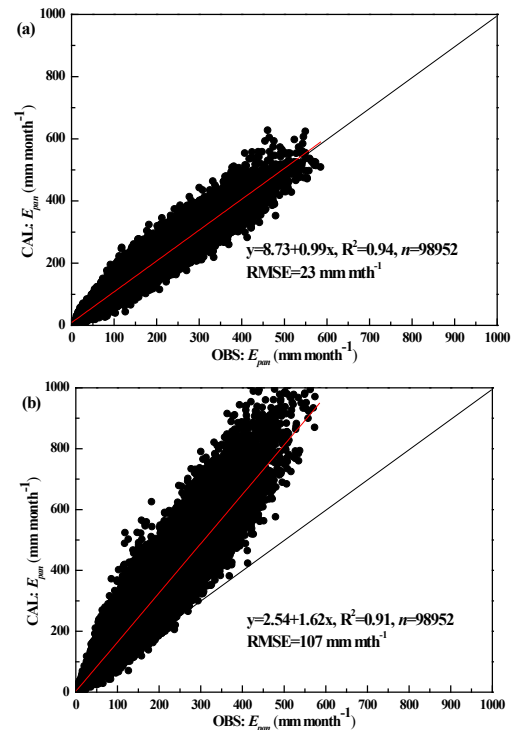 (a)
1000
800
600
400
200
0
CAL: Epan (mm month⁻¹)
y=8.73+0.99x, R²=0.94, n=98952
RMSE=23 mm mth⁻¹
0 100 200 300 400 500 600 700 800 900 1000
OBS: Epan (mm month⁻¹)
(b)
1000
800
600
400
200
0
CAL: Epan (mm month⁻¹)
y=2.54+1.62x, R²=0.91, n=98952
RMSE=107 mm mth⁻¹
0 100 200 300 400 500 600 700 800 900 1000
OBS: Epan (mm month⁻¹)